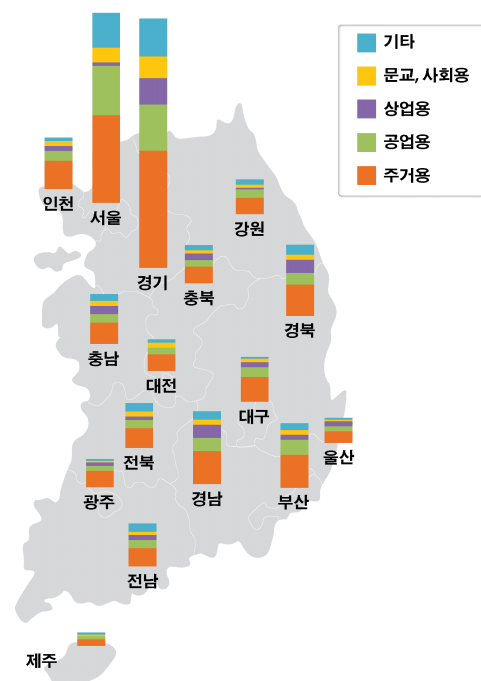 기타
문교, 사회용
상업용
공업용
주거용
인천
서울
강원
경기
충북
경북
충남
대전
대구
전북
울산
광주
경남
부산
전남
제주